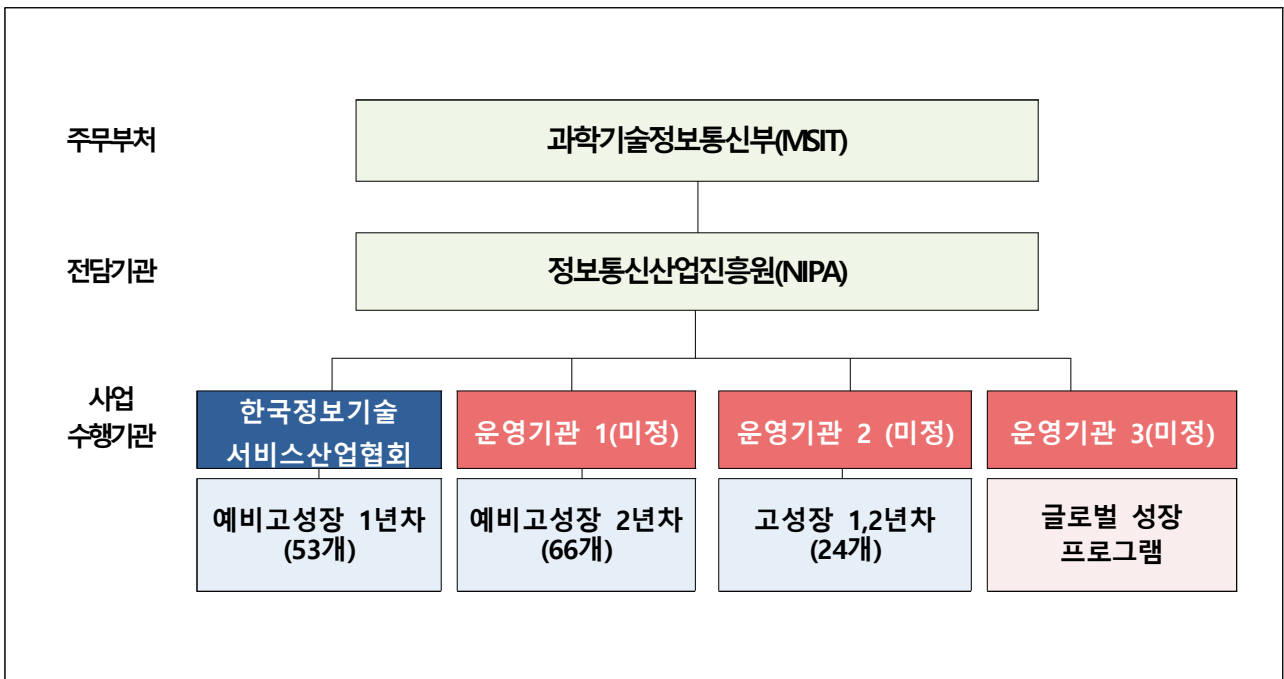 주무부처
과학기술정보통신부(MSIT)
전담기관
정보통신산업진흥원(NIPA)
사업
수행기관
한국정보기술
서비스산업협회
운영기관 1(미정)
운영기관 2 (미정)
운영기관 3(미정)
예비고성장 1년차
(53개)
예비고성장 2년차
(66개)
고성장 1,2년차
(24개)
글로벌 성장
프로그램